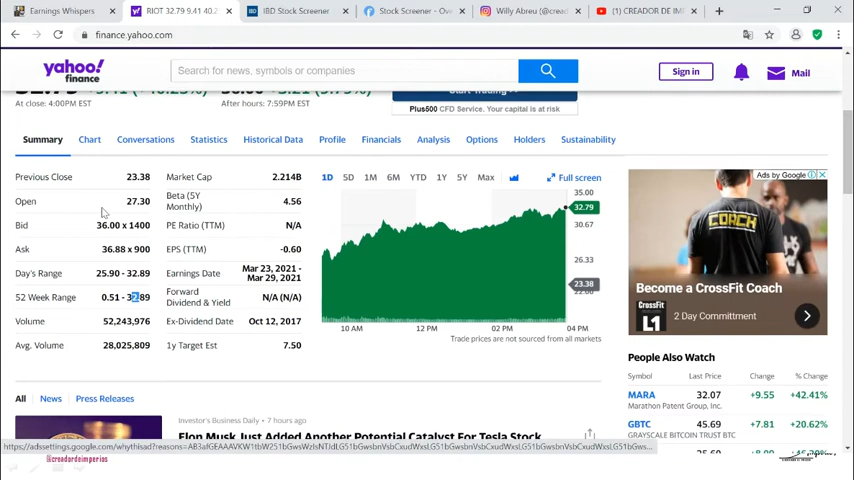 Earnings Whispers
RIOT 32.79 9.41 40.2
IBD Stock Screener
Stock Screener - Ove
Willy Abreu (@cread
(1) CREADOR DE IMP
finance.yahoo.com
yahoo!
finance
Search for news, symbols or companies
Sign in
Mail
At close: 4:00PM EST
After hours: 7:59PM EST
Plus500 CFD Service. Your capital is at risk
Summary
Chart
Conversations
Statistics
Historical Data
Profile
Financials
Analysis
Options
Holders
Sustainability
Previous Close 23.38
Open 27.30
Bid 36.00 x 1400
Ask 36.88 x 900
Day's Range 25.90 - 32.89
52 Week Range 0.51 - 32.89
Volume 52,243,976
Avg. Volume 28,025,809
Market Cap 2.214B
Beta (5Y
Monthly) 4.56
PE Ratio (TTM) N/A
EPS (TTM) -0.60
Earnings Date Mar 23, 2021 -
Mar 29, 2021
Forward
Dividend & Yield N/A (N/A)
Ex-Dividend Date Oct 12, 2017
1y Target Est 7.50
1D 5D 1M 6M YTD 1Y 5Y Max
Full screen
35.00
32.79
30.67
26.33
23.38
10 AM 12 PM 02 PM 04 PM
Trade prices are not sourced from all markets
Ads by Google
COACH
Become a CrossFit
Coach
CrossFit
L1
2 Day Committment
People Also Watch
Symbol Last Price Change % Change
MARA 32.07 +9.55 +42.41%
Marathon Patent Group, Inc.
GBTC 45.69 +7.81 +20.62%
GRAYSCALE BITCOIN TRUST BTC
All
News
Press Releases
Investor's Business Daily • 7 hours ago
Elon Musk Just Added Another Potential Catalyst For Tesla Stock
@creadordeimperios